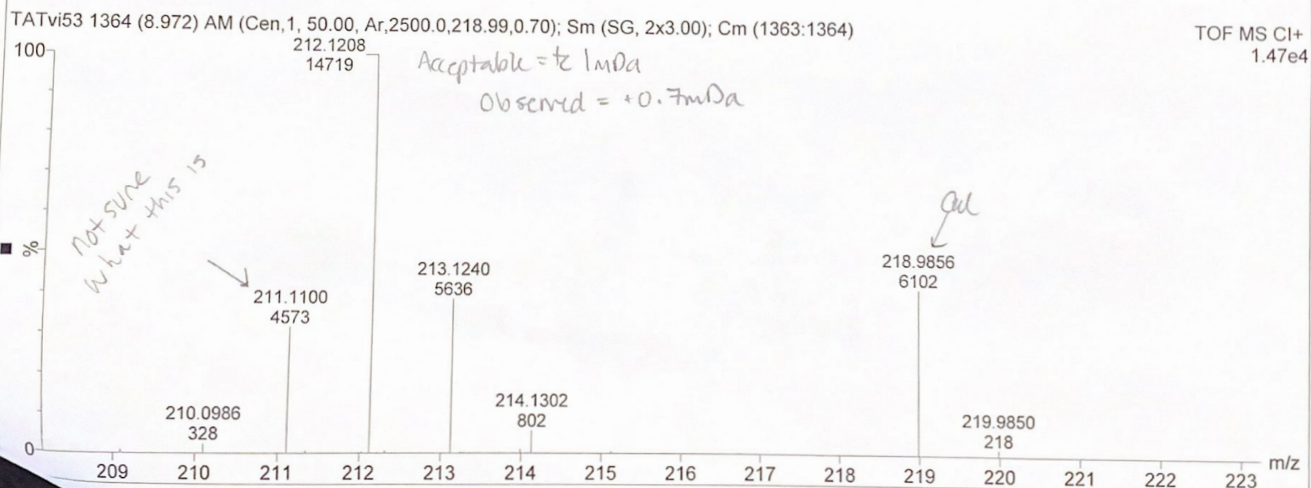 TATvi53 1364 (8.972) AM (Cen,1, 50.00, Ar,2500.0,218.99,0.70); Sm (SG, 2x3.00); Cm (1363:1364)
TOF MS CI+
1.47e4
100
212.1208
14719
Acceptable = ± 1mDa
Observed = +0.7mDa
not sure
what this is
Cal
%
218.9856
6102
213.1240
5636
211.1100
4573
214.1302
802
210.0986
328
219.9850
218
0
209 210 211 212 213 214 215 216 217 218 219 220 221 222 223
m/z